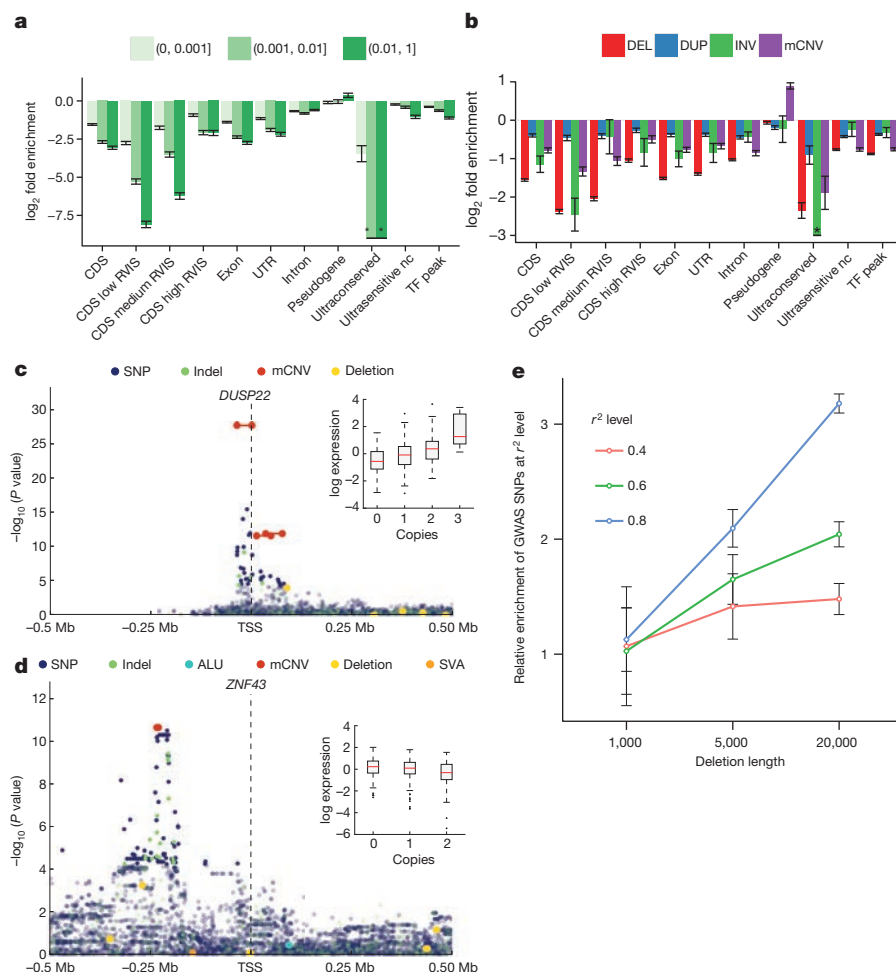 a
(0, 0.001]
(0.001, 0.01]
(0.01, 1]
log2 fold enrichment
0.0
−2.5
−5.0
−7.5
*
*
CDS
CDS low RVIS
CDS medium RVIS
CDS high RVIS
Exon
UTR
Intron
Pseudogene
Ultraconserved
Ultrasensitive nc
TF peak
b
DEL
DUP
INV
mCNV
log2 fold enrichment
1
0
−1
−2
−3
*
CDS
CDS low RVIS
CDS medium RVIS
CDS high RVIS
Exon
UTR
Intron
Pseudogene
Ultraconserved
Ultrasensitive nc
TF peak
c
SNP
Indel
mCNV
Deletion
DUSP22
−log10 (P value)
30
25
20
15
10
5
0
−0.5 Mb
−0.25 Mb
TSS
0.25 Mb
0.50 Mb
log expression
4
2
0
−2
−4
0
1
2
3
Copies
d
SNP
Indel
ALU
mCNV
Deletion
SVA
ZNF43
−log10 (P value)
12
10
8
6
4
2
0
−0.5 Mb
−0.25 Mb
TSS
0.25 Mb
0.50 Mb
log expression
4
2
0
−2
−4
−6
0
1
2
Copies
e
r2 level
0.4
0.6
0.8
Relative enrichment of GWAS SNPs at r2 level
3
2
1
1,000
5,000
20,000
Deletion length